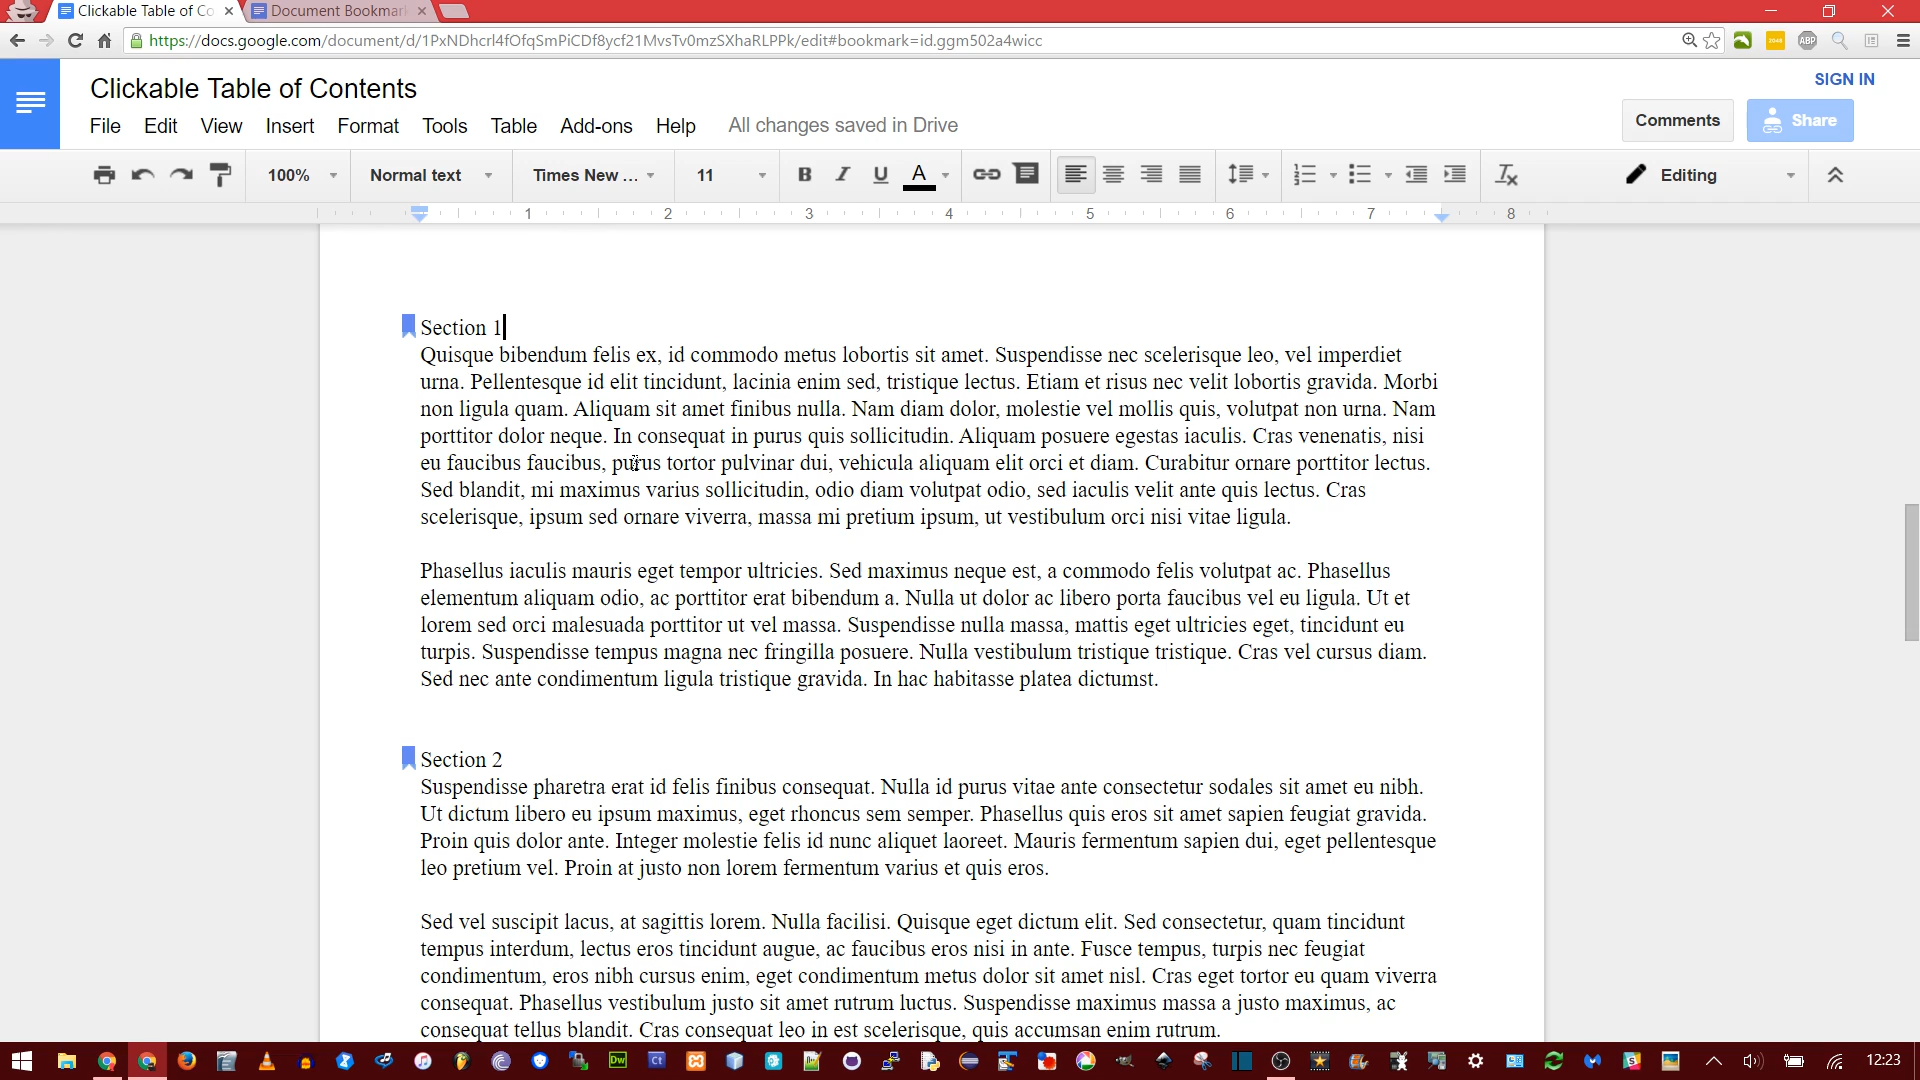 Clickable Table of Co
Document Bookmar
https://docs.google.com/document/d/1PxNDhcrl4fOfqSmPiCDf8ycf21MvsTv0mzSXhaRLPPk/edit#bookmark=id.ggm502a4wicc
ABP
Clickable Table of Contents
SIGN IN
File Edit View Insert Format Tools Table Add-ons Help All changes saved in Drive
Comments Share
100% Normal text Times New ... 11 B I U A Editing
1 2 3 4 5 6 7 8
Section 1
Quisque bibendum felis ex, id commodo metus lobortis sit amet. Suspendisse nec scelerisque leo, vel imperdiet
urna. Pellentesque id elit tincidunt, lacinia enim sed, tristique lectus. Etiam et risus nec velit lobortis gravida. Morbi
non ligula quam. Aliquam sit amet finibus nulla. Nam diam dolor, molestie vel mollis quis, volutpat non urna. Nam
porttitor dolor neque. In consequat in purus quis sollicitudin. Aliquam posuere egestas iaculis. Cras venenatis, nisi
eu faucibus faucibus, purus tortor pulvinar dui, vehicula aliquam elit orci et diam. Curabitur ornare porttitor lectus.
Sed blandit, mi maximus varius sollicitudin, odio diam volutpat odio, sed iaculis velit ante quis lectus. Cras
scelerisque, ipsum sed ornare viverra, massa mi pretium ipsum, ut vestibulum orci nisi vitae ligula.
Phasellus iaculis mauris eget tempor ultricies. Sed maximus neque est, a commodo felis volutpat ac. Phasellus
elementum aliquam odio, ac porttitor erat bibendum a. Nulla ut dolor ac libero porta faucibus vel eu ligula. Ut et
lorem sed orci malesuada porttitor ut vel massa. Suspendisse nulla massa, mattis eget ultricies eget, tincidunt eu
turpis. Suspendisse tempus magna nec fringilla posuere. Nulla vestibulum tristique tristique. Cras vel cursus diam.
Sed nec ante condimentum ligula tristique gravida. In hac habitasse platea dictumst.
Section 2
Suspendisse pharetra erat id felis finibus consequat. Nulla id purus vitae ante consectetur sodales sit amet eu nibh.
Ut dictum libero eu ipsum maximus, eget rhoncus sem semper. Phasellus quis eros sit amet sapien feugiat gravida.
Proin quis dolor ante. Integer molestie felis id nunc aliquet laoreet. Mauris fermentum sapien dui, eget pellentesque
leo pretium vel. Proin at justo non lorem fermentum varius et quis eros.
Sed vel suscipit lacus, at sagittis lorem. Nulla facilisi. Quisque eget dictum elit. Sed consectetur, quam tincidunt
tempus interdum, lectus eros tincidunt augue, ac faucibus eros nisi in ante. Fusce tempus, turpis nec feugiat
condimentum, eros nibh cursus enim, eget condimentum metus dolor sit amet nisl. Cras eget tortor eu quam viverra
consequat. Phasellus vestibulum justo sit amet rutrum luctus. Suspendisse maximus massa a justo maximus, ac
consequat tellus blandit. Cras consequat leo in est scelerisque, quis accumsan enim rutrum.
Dw Ct 12:23